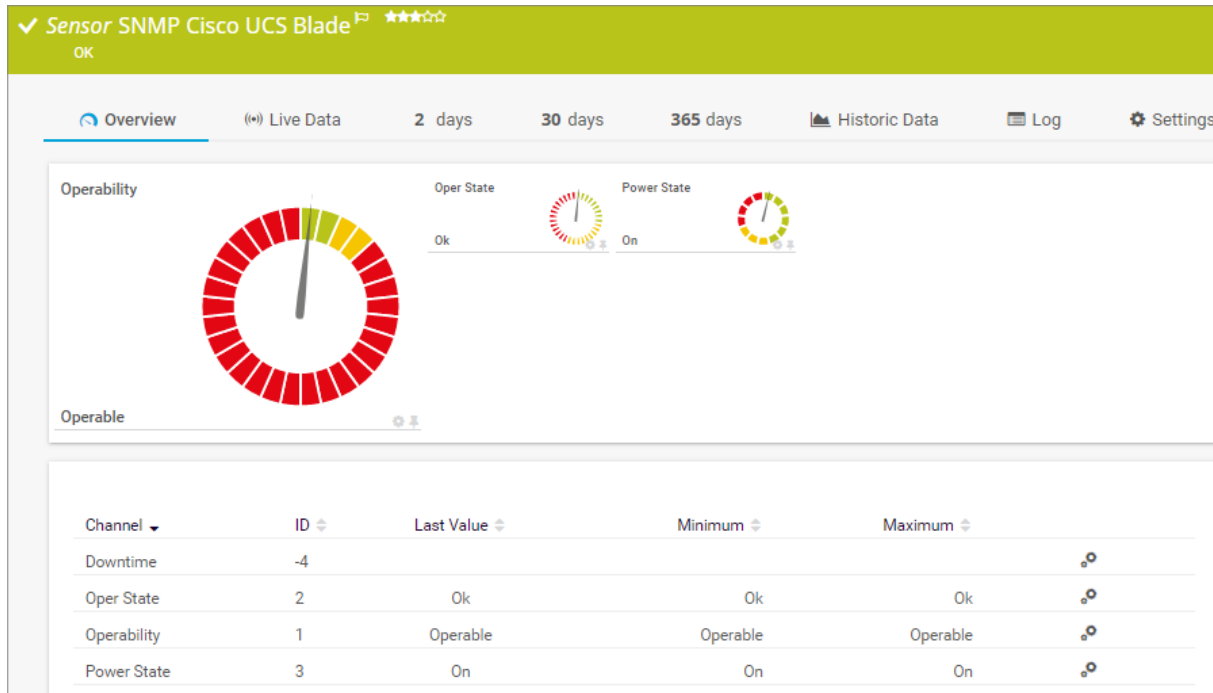 Sensor SNMP Cisco UCS Blade
OK
Overview Live Data 2 days 30 days 365 days Historic Data Log Settings
Operability
Operable
Oper State
Ok
Power State
On
Channel ID Last Value Minimum Maximum
Downtime -4
Oper State 2 Ok Ok Ok
Operability 1 Operable Operable Operable
Power State 3 On On On